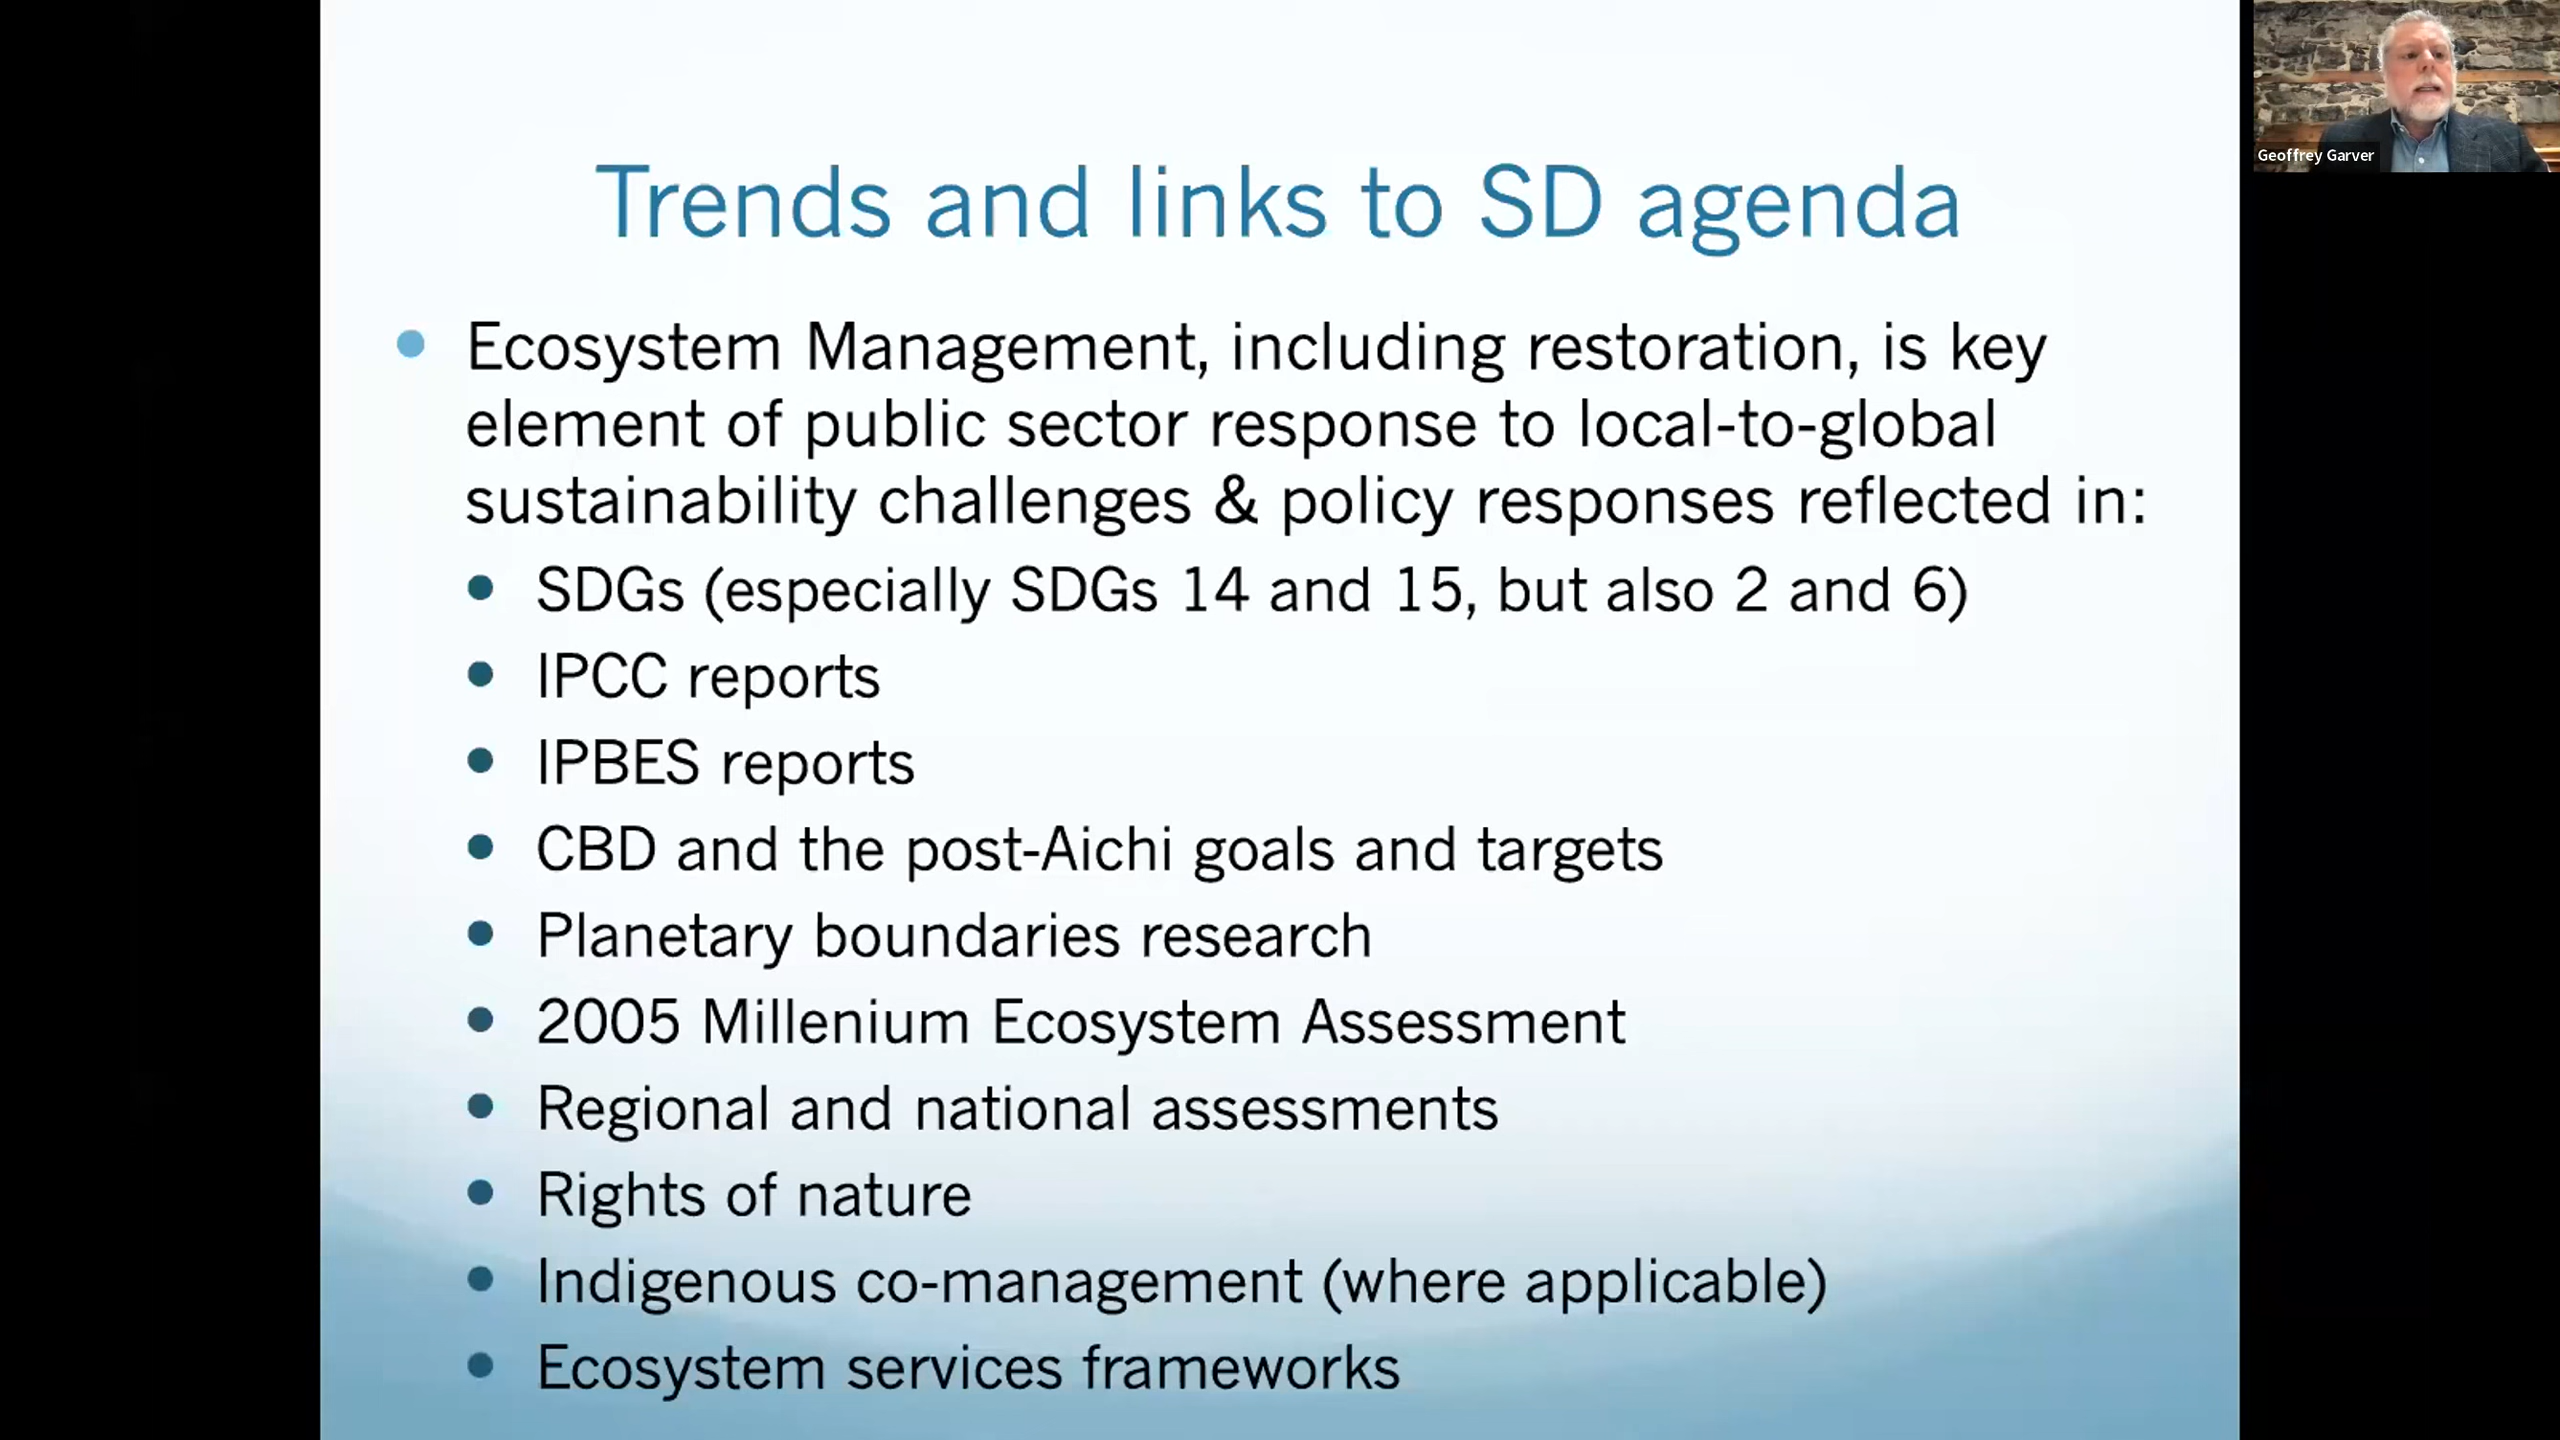 Trends and links to SD agenda
Ecosystem Management, including restoration, is key
element of public sector response to local-to-global
sustainability challenges & policy responses reflected in:
SDGs (especially SDGs 14 and 15, but also 2 and 6)
IPCC reports
IPBES reports
CBD and the post-Aichi goals and targets
Planetary boundaries research
2005 Millenium Ecosystem Assessment
Regional and national assessments
Rights of nature
Indigenous co-management (where applicable)
Ecosystem services frameworks
Geoffrey Garver